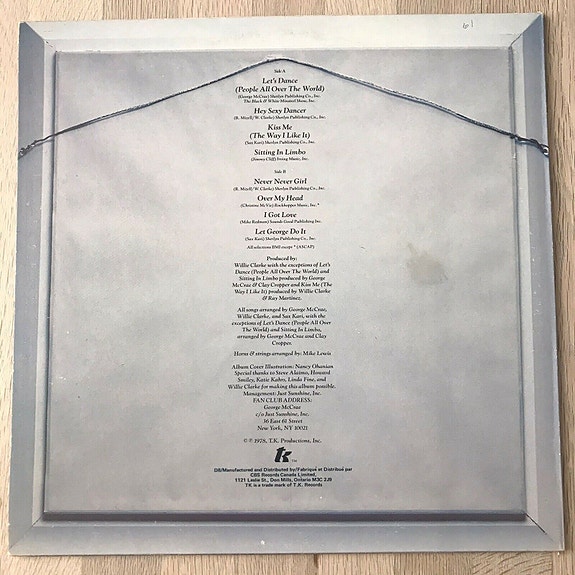 61
Side A
Let's Dance
(People All Over The World)
(George McCrae) Sherlyn Publishing Co., Inc.
The Black & White Minstrel Music, Inc.
Hey Sexy Dancer
(B. Mizell/W. Clarke) Sherlyn Publishing Co., Inc.
Kiss Me
(The Way I Like It)
(Sax Kari) Sherlyn Publishing Co., Inc.
Sitting In Limbo
(Jimmy Cliff) Irving Music, Inc.
Side B
Never Never Girl
(B. Mizell/W. Clarke) Sherlyn Publishing Co., Inc.
Over My Head
(Christine McVie) Rockhopper Music, Inc.*
I Got Love
(Mike Redman) Sounds Good Publishing Inc.
Let George Do It
(Sax Kari) Sherlyn Publishing Co., Inc.
All selections BMI except * (ASCAP)
Produced by:
Willie Clarke with the exceptions of Let's
Dance (People All Over The World) and
Sitting In Limbo produced by George
McCrae & Clay Cropper and Kiss Me (The
Way I Like It) produced by Willie Clarke
& Ray Martinez.
All songs arranged by George McCrae,
Willie Clarke, and Sax Kari, with the
exceptions of Let's Dance (People All Over
The World) and Sitting In Limbo,
arranged by George McCrae and Clay
Cropper.
Horns & strings arranged by: Mike Lewis
Album Cover Illustration: Nancy Ohanian
Special thanks to Steve Alaimo, Howard
Smiley, Katie Kahn, Linda Fine, and
Willie Clarke for making this album possible.
Management: Just Sunshine, Inc.
FAN CLUB ADDRESS:
George McCrae
c/o Just Sunshine, Inc.
36 East 61 Street
New York, NY 10021
©℗ 1978, T.K. Productions, Inc.
tk TM
DB/Manufactured and Distributed by/Fabriqué et Distribué par
CBS Records Canada Limited,
1121 Leslie St., Don Mills, Ontario M3C 2J9
TK is a trade mark of T.K. Records